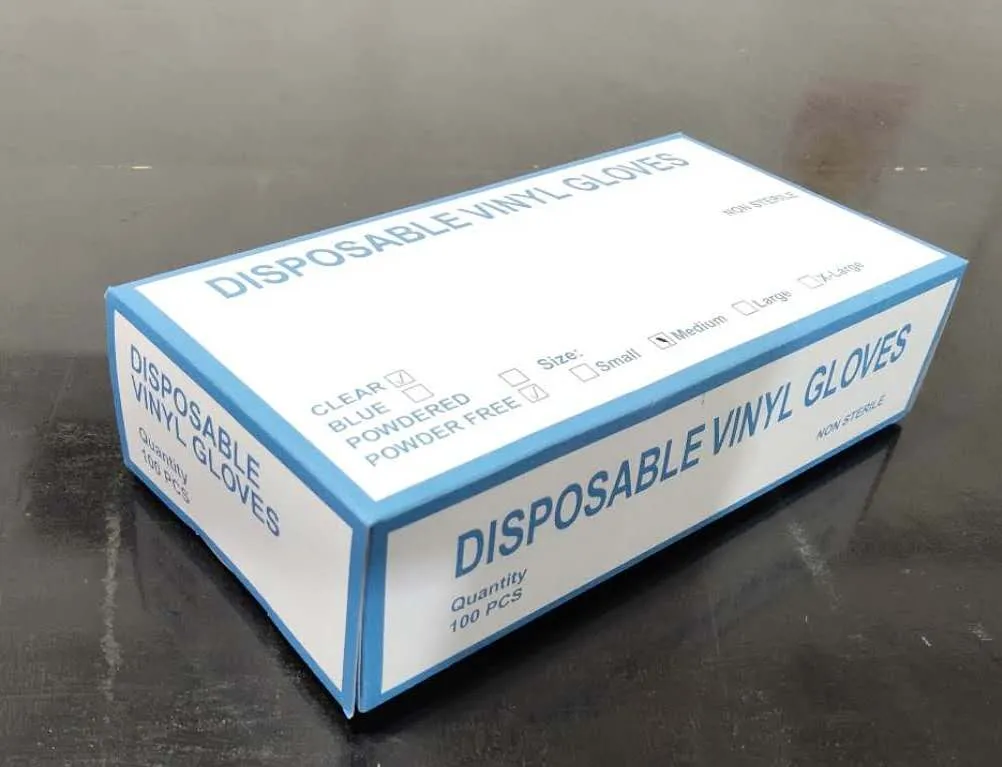 DISPOSABLE VINYL GLOVES
NON STERILE
CLEAR
BLUE
POWDERED
POWDER FREE
Size:
Small
Medium
Large
X-Large
DISPOSABLE
VINYL GLOVES
Quantity
100 PCS
DISPOSABLE VINYL GLOVES
NON STERILE
Quantity
100 PCS